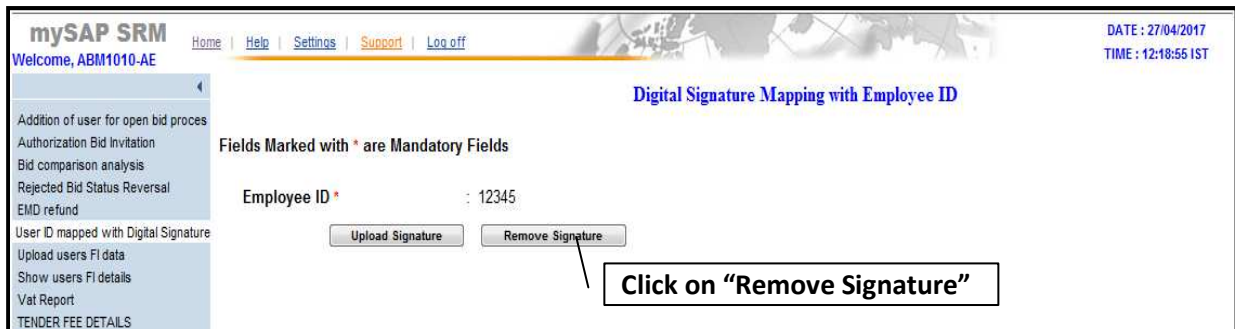 mySAP SRM
Home | Help | Settings | Support | Log off
DATE : 27/04/2017
Welcome, ABM1010-AE
TIME : 12:18:55 IST
Digital Signature Mapping with Employee ID
Addition of user for open bid proces
Authorization Bid Invitation
Fields Marked with * are Mandatory Fields
Bid comparison analysis
Rejected Bid Status Reversal
Employee ID * : 12345
EMD refund
User ID mapped with Digital Signature
Upload Signature Remove Signature
Upload users FI data
Show users FI details
Click on “Remove Signature”
Vat Report
TENDER FEE DETAILS